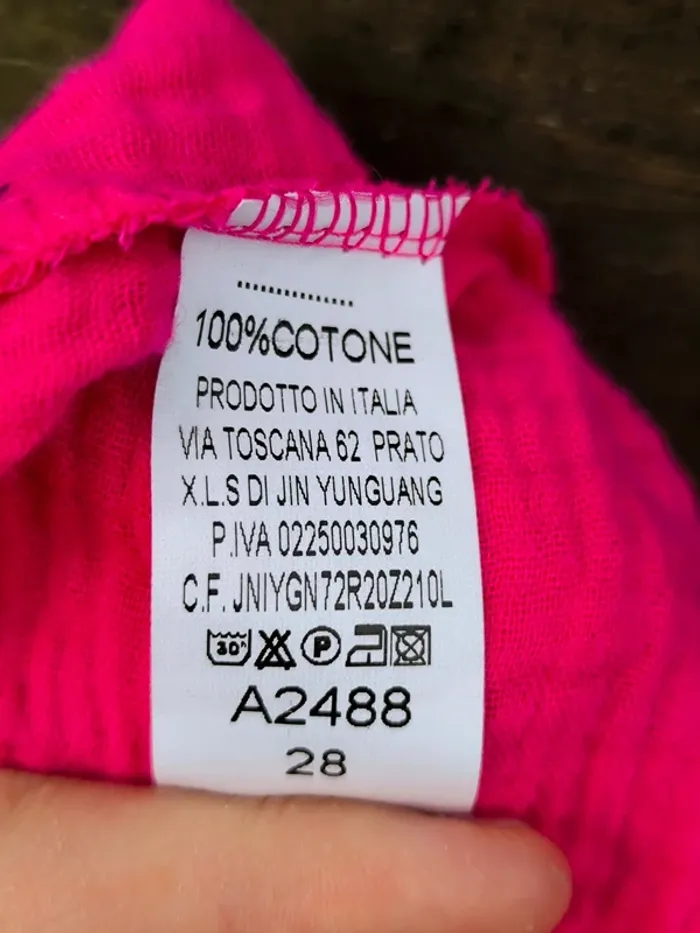 100%COTONE
PRODOTTO IN ITALIA
VIA TOSCANA 62 PRATO
X.L.S DI JIN YUNGUANG
P.IVA 02250030976
C.F. JNIYGN72R20Z210L
30° P
A2488
28